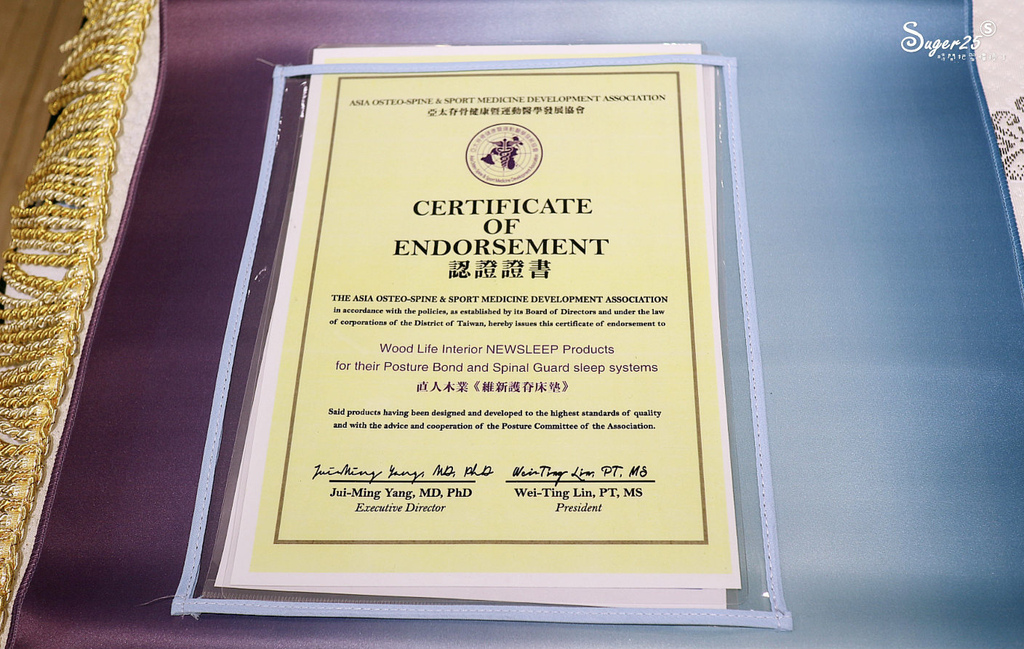 Suger25
ASIA OSTEO-SPINE & SPORT MEDICINE DEVELOPMENT ASSOCIATION
亞太脊骨健康暨運動醫學發展協會
CERTIFICATE
OF
ENDORSEMENT
認證證書
THE ASIA OSTEO-SPINE & SPORT MEDICINE DEVELOPMENT ASSOCIATION
in accordance with the policies, as established by its Board of Directors and under the law
of corporations of the District of Taiwan, hereby issues this certificate of endorsement to
Wood Life Interior NEWSLEEP Products
for their Posture Bond and Spinal Guard sleep systems
直人木業《維新護脊床墊》
Said products having been designed and developed to the highest standards of quality
and with the advice and cooperation of the Posture Committee of the Association.
Jui-Ming Yang, MD, PhD Wei-Ting Lin, PT, MS
Jui-Ming Yang, MD, PhD Wei-Ting Lin, PT, MS
Executive Director President